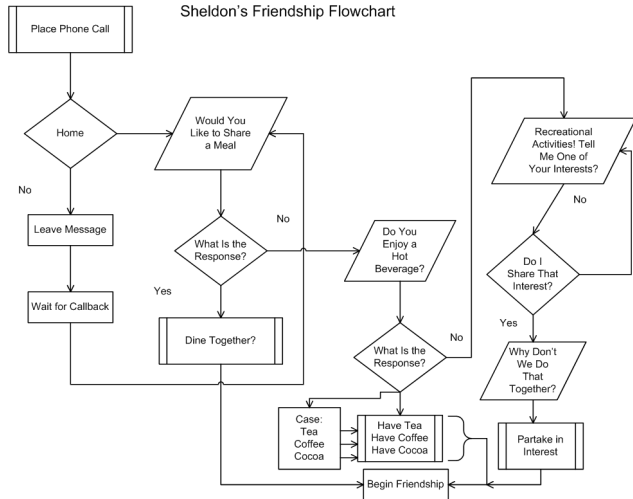 Sheldon's Friendship Flowchart
Place Phone Call
Home
No
Leave Message
Wait for Callback
Would You
Like to Share
a Meal
What Is the
Response?
No
Yes
Dine Together?
Do You
Enjoy a
Hot
Beverage?
What Is the
Response?
No
Case:
Tea
Coffee
Cocoa
Have Tea
Have Coffee
Have Cocoa
Recreational
Activities! Tell
Me One of
Your Interests?
No
Do I
Share That
Interest?
Yes
Why Don't
We Do
That
Together?
Partake in
Interest
Begin Friendship